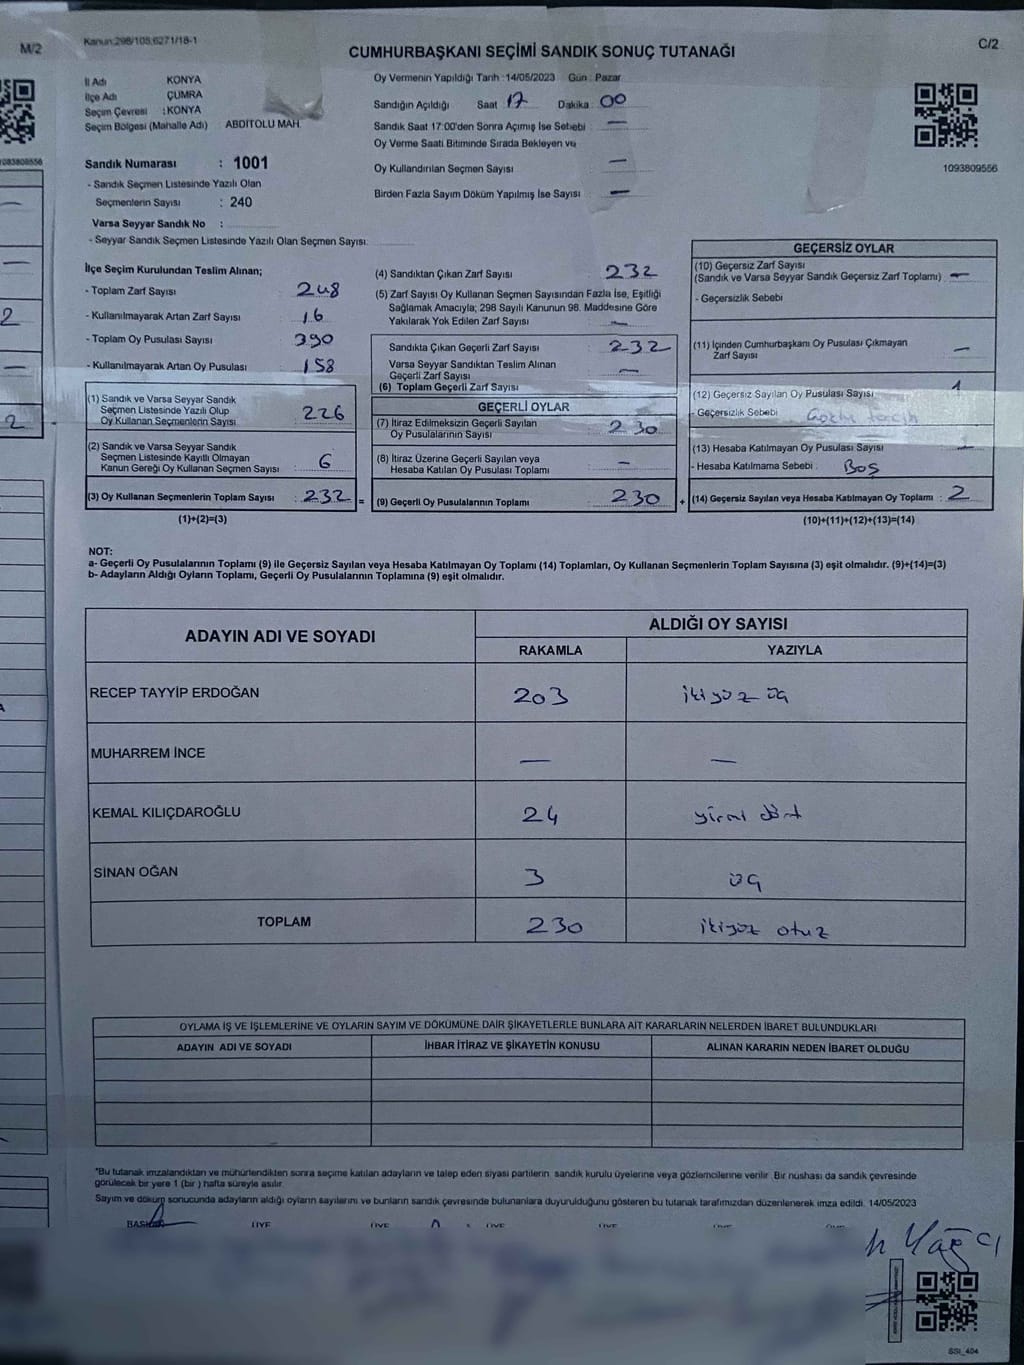 M/2
Kanun:298/105,6271/18-1
C/2
CUMHURBAŞKANI SEÇİMİ SANDIK SONUÇ TUTANAĞI
İl Adı KONYA
İlçe Adı ÇUMRA
Seçim Çevresi : KONYA
Seçim Bölgesi (Mahalle Adı) ABDİTOLU MAH.
Oy Vermenin Yapıldığı Tarih : 14/05/2023 Gün : Pazar
Sandığın Açıldığı Saat 17 Dakika : 00
Sandık Saat 17:00'den Sonra Açımış İse Sebebi : —
Oy Verme Saati Bitiminde Sırada Bekleyen ve
Oy Kullandırılan Seçmen Sayısı : —
Birden Fazla Sayım Döküm Yapılmış İse Sayısı : —
1093809556
Sandık Numarası : 1001
- Sandık Seçmen Listesinde Yazılı Olan
Seçmenlerin Sayısı : 240
Varsa Seyyar Sandık No :
- Seyyar Sandık Seçmen Listesinde Yazılı Olan Seçmen Sayısı:
İlçe Seçim Kurulundan Teslim Alınan;
- Toplam Zarf Sayısı : 248
- Kullanılmayarak Artan Zarf Sayısı : 16
- Toplam Oy Pusulası Sayısı : 390
- Kullanılmayarak Artan Oy Pusulası : 158
(1) Sandık ve Varsa Seyyar Sandık
Seçmen Listesinde Yazılı Olup
Oy Kullanan Seçmenlerin Sayısı : 226
(2) Sandık ve Varsa Seyyar Sandık
Seçmen Listesinde Kayıtlı Olmayan
Kanun Gereği Oy Kullanan Seçmen Sayısı : 6
(3) Oy Kullanan Seçmenlerin Toplam Sayısı : 232 =
(1)+(2)=(3)
(4) Sandıktan Çıkan Zarf Sayısı : 232
(5) Zarf Sayısı Oy Kullanan Seçmen Sayısından Fazla İse, Eşitliği
Sağlamak Amacıyla; 298 Sayılı Kanunun 98. Maddesine Göre
Yakılarak Yok Edilen Zarf Sayısı : —
Sandıkta Çıkan Geçerli Zarf Sayısı : 232
Varsa Seyyar Sandıktan Teslim Alınan
Geçerli Zarf Sayısı : —
(6) Toplam Geçerli Zarf Sayısı
GEÇERLİ OYLAR
(7) İtiraz Edilmeksizin Geçerli Sayılan
Oy Pusulalarının Sayısı : 230
(8) İtiraz Üzerine Geçerli Sayılan veya
Hesaba Katılan Oy Pusulası Toplamı : —
(9) Geçerli Oy Pusulalarının Toplamı : 230 +
GEÇERSİZ OYLAR
(10) Geçersiz Zarf Sayısı
(Sandık ve Varsa Seyyar Sandık Geçersiz Zarf Toplamı) : —
- Geçersizlik Sebebi
(11) İçinden Cumhurbaşkanı Oy Pusulası Çıkmayan
Zarf Sayısı : —
(12) Geçersiz Sayılan Oy Pusulası Sayısı : 1
- Geçersizlik Sebebi :
(13) Hesaba Katılmayan Oy Pusulası Sayısı : 1
- Hesaba Katılmama Sebebi : Boş
(14) Geçersiz Sayılan veya Hesaba Katılmayan Oy Toplamı : 2
(10)+(11)+(12)+(13)=(14)
NOT:
a- Geçerli Oy Pusulalarının Toplamı (9) ile Geçersiz Sayılan veya Hesaba Katılmayan Oy Toplamı (14) Toplamları, Oy Kullanan Seçmenlerin Toplam Sayısına (3) eşit olmalıdır. (9)+(14)=(3)
b- Adayların Aldığı Oyların Toplamı, Geçerli Oy Pusulalarının Toplamına (9) eşit olmalıdır.
ADAYIN ADI VE SOYADI
ALDIĞI OY SAYISI
RAKAMLA YAZIYLA
RECEP TAYYİP ERDOĞAN 203 ikiyüz üç
MUHARREM İNCE — —
KEMAL KILIÇDAROĞLU 24 yirmi dört
SİNAN OĞAN 3 üç
TOPLAM 230 ikiyüz otuz
OYLAMA İŞ VE İŞLEMLERİNE VE OYLARIN SAYIM VE DÖKÜMÜNE DAİR ŞİKAYETLERLE BUNLARA AİT KARARLARIN NELERDEN İBARET BULUNDUKLARI
ADAYIN ADI VE SOYADI İHBAR İTİRAZ VE ŞİKAYETİN KONUSU ALINAN KARARIN NEDEN İBARET OLDUĞU
"Bu tutanak imzalandıktan ve mühürlendikten sonra seçime katılan adayların ve talep eden siyasi partilerin sandık kurulu üyelerine veya gözlemcilerine verilir. Bir nüshası da sandık çevresinde
görülecek bir yere 1 (bir) hafta süreyle asılır.
Sayım ve döküm sonucunda adayların aldığı oyların sayılarını ve bunların sandık çevresinde bulunanlara duyurulduğunu gösteren bu tutanak tarafımızdan düzenlenerek imza edildi. 14/05/2023
BAŞKAN ÜYE ÜYE ÜYE ÜYE
Yağcı
SSI_404